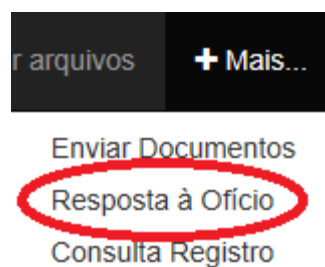 r arquivos + Mais...
Enviar Documentos
Resposta à Ofício
Consulta Registro